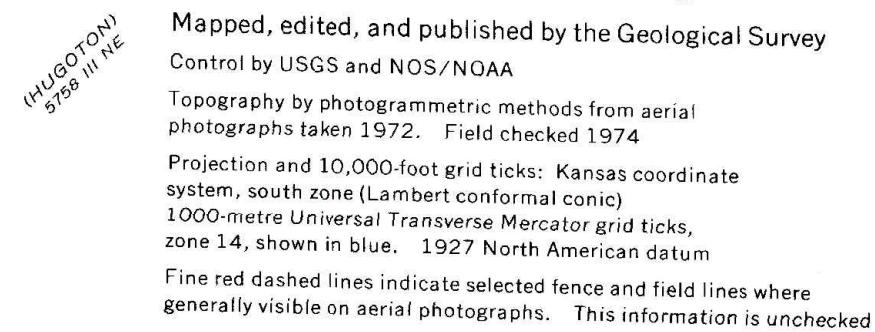 (HUGOTON)
5758 III NE
Mapped, edited, and published by the Geological Survey
Control by USGS and NOS/NOAA
Topography by photogrammetric methods from aerial
photographs taken 1972. Field checked 1974
Projection and 10,000-foot grid ticks: Kansas coordinate
system, south zone (Lambert conformal conic)
1000-metre Universal Transverse Mercator grid ticks,
zone 14, shown in blue. 1927 North American datum
Fine red dashed lines indicate selected fence and field lines where
generally visible on aerial photographs. This information is unchecked